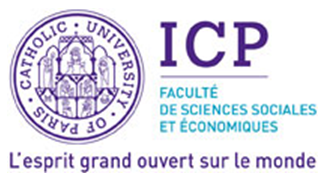 CATHOLIC · UNIVERSITY · OF PARIS ·
ICP
FACULTÉ
DE SCIENCES SOCIALES
ET ÉCONOMIQUES
L'esprit grand ouvert sur le monde